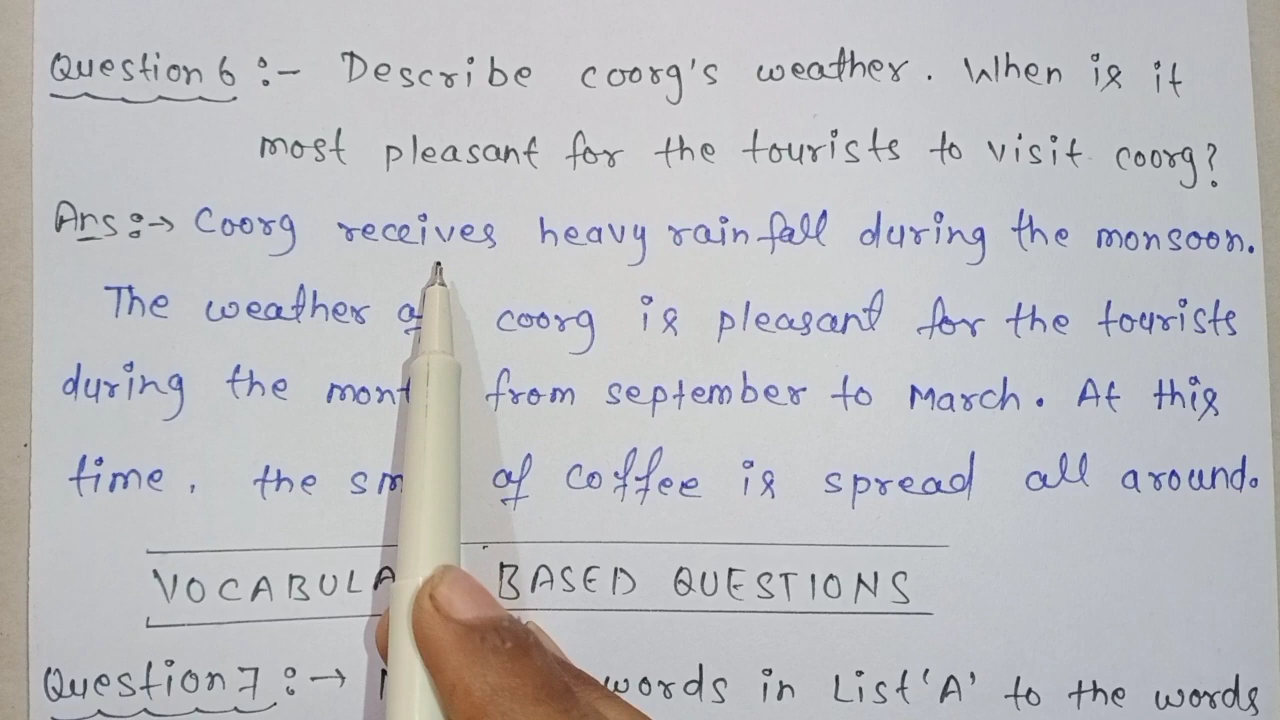 Question 6 :- Describe coorg's weather. When is it
most pleasant for the tourists to visit coorg?
Ans :→ Coorg receives heavy rainfall during the monsoon.
The weather of coorg is pleasant for the tourists
during the from september to March. At this
time, the of coffee is spread all around.
BASED QUESTIONS
Question 7 :→ words in List 'A' to the words